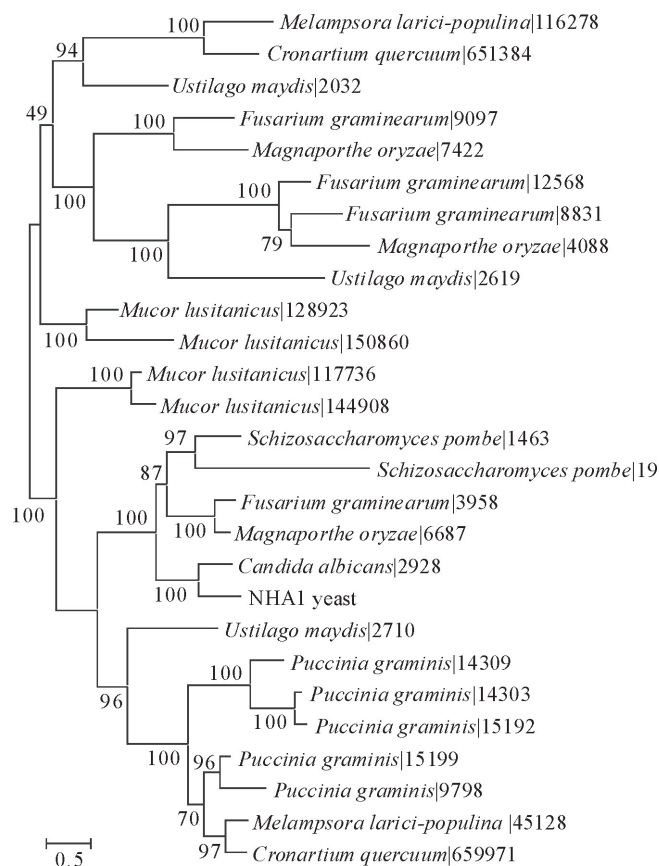 100
Melampsora larici-populina|116278
94
Cronartium quercuum|651384
Ustilago maydis|2032
49
100
Fusarium graminearum|9097
Magnaporthe oryzae|7422
100
100
Fusarium graminearum|12568
Fusarium graminearum|8831
79
Magnaporthe oryzae|4088
100
Ustilago maydis|2619
Mucor lusitanicus|128923
100
Mucor lusitanicus|150860
100
Mucor lusitanicus|117736
Mucor lusitanicus|144908
97
Schizosaccharomyces pombe|1463
87
Schizosaccharomyces pombe|19
100
100
Fusarium graminearum|3958
100
Magnaporthe oryzae|6687
Candida albicans|2928
100
NHA1 yeast
Ustilago maydis|2710
96
100
Puccinia graminis|14309
Puccinia graminis|14303
100
Puccinia graminis|15192
100
96
Puccinia graminis|15199
Puccinia graminis|9798
70
Melampsora larici-populina |45128
97
Cronartium quercuum|659971
0.5